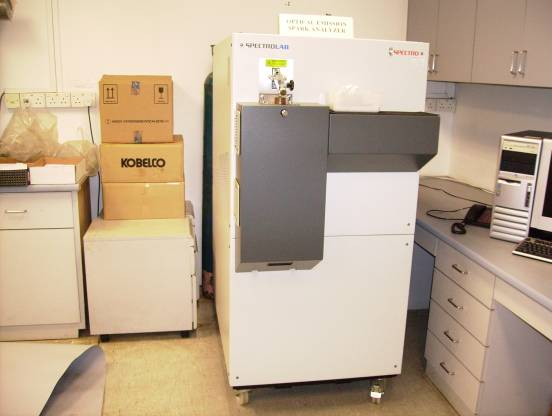 OPTICAL EMISSION
SPARK ANALYZER
SPECTROLAB
SPECTRO
KOBELCO